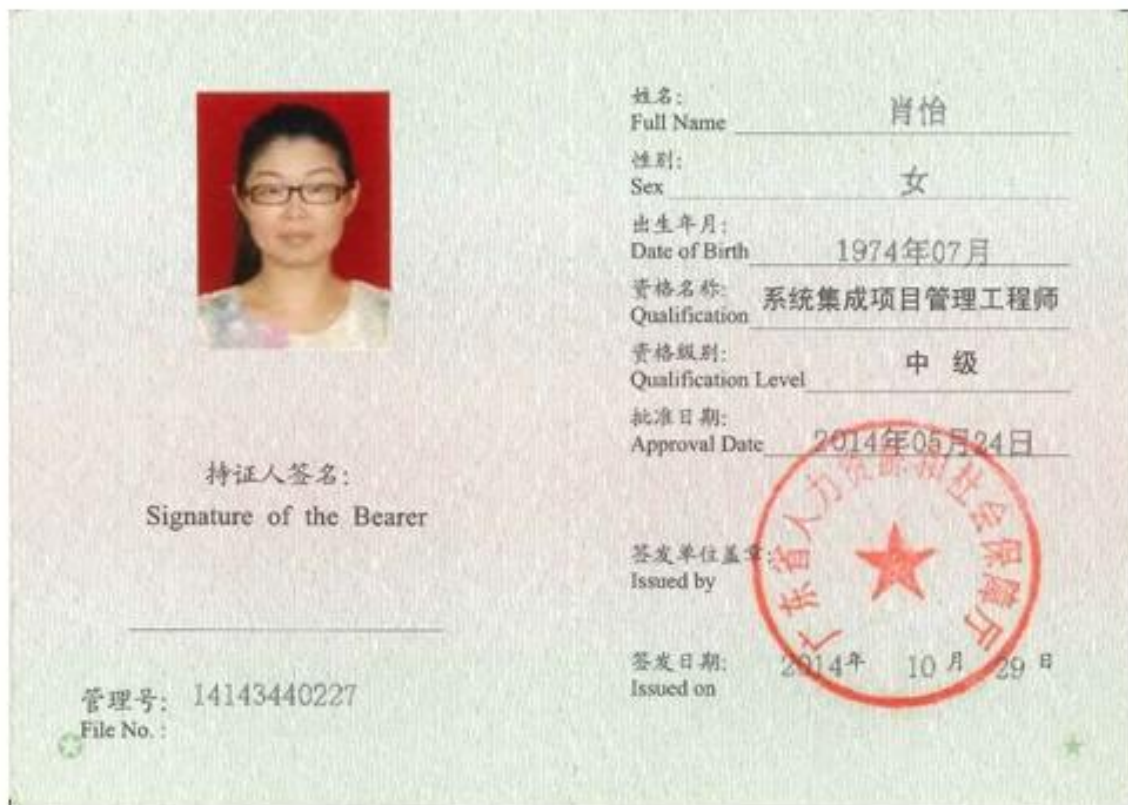 姓名:
Full Name 肖怡
性别:
Sex 女
出生年月:
Date of Birth 1974年07月
资格名称:
Qualification 系统集成项目管理工程师
资格级别:
Qualification Level 中 级
批准日期:
Approval Date 2014年05月24日
持证人签名:
Signature of the Bearer
签发单位盖章:
Issued by
广东省人力资源和社会保障厅
签发日期: 2014年 10月 29日
Issued on
管理号: 14143440227
File No. :